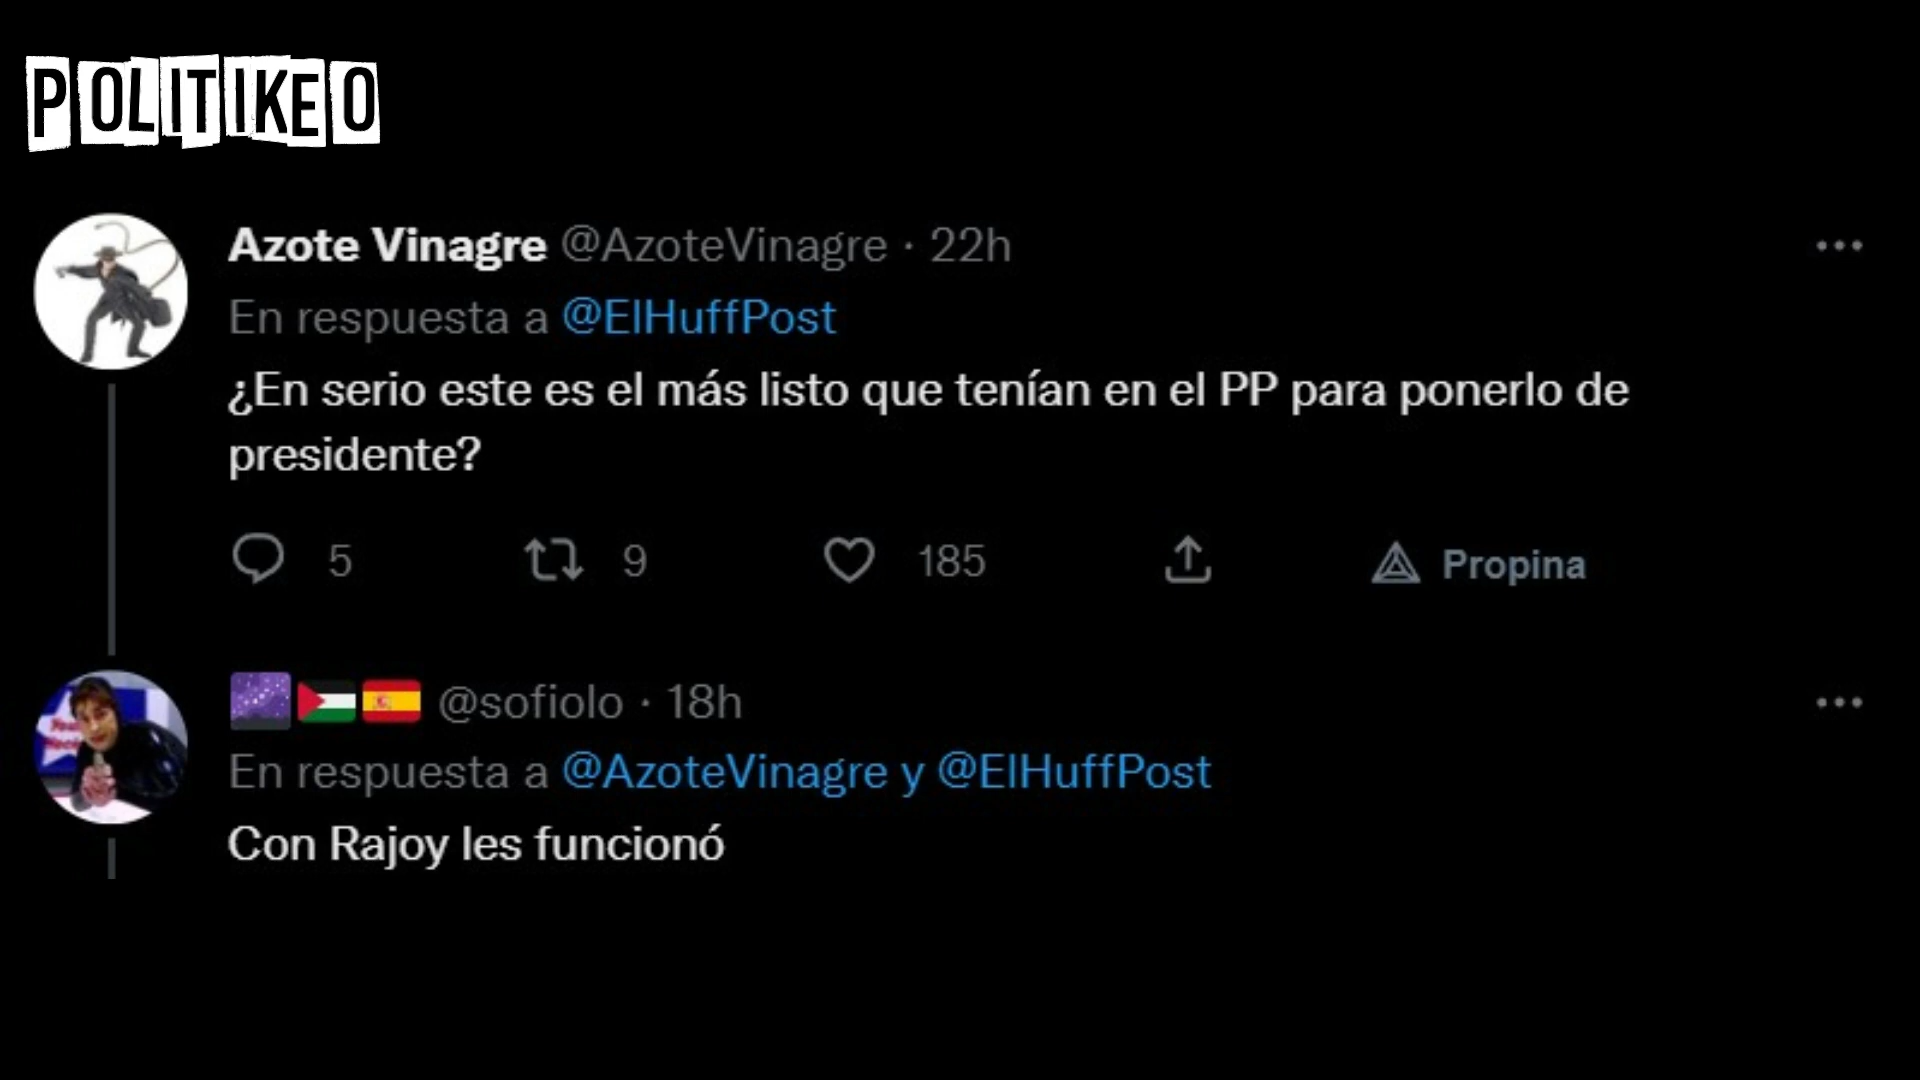 POLITIKEO
Azote Vinagre @AzoteVinagre · 22h
En respuesta a @ElHuffPost
¿En serio este es el más listo que tenían en el PP para ponerlo de
presidente?
5 9 185 Propina
@sofiolo · 18h
En respuesta a @AzoteVinagre y @ElHuffPost
Con Rajoy les funcionó